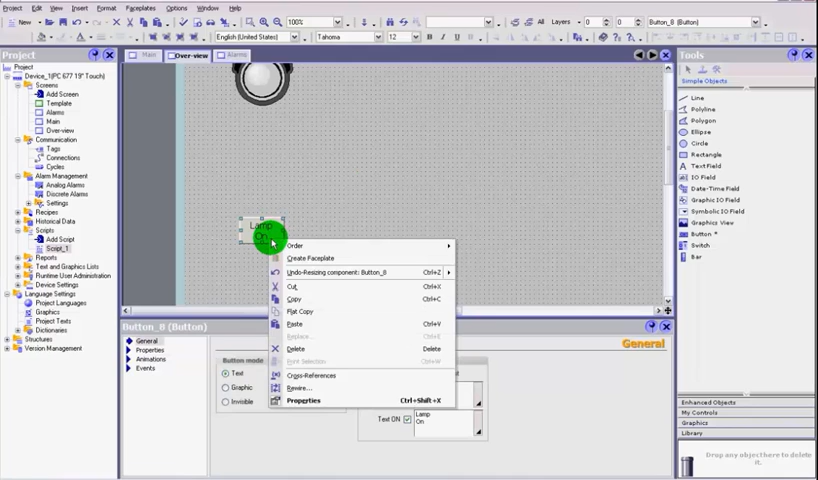 Project Edit View Insert Format Faceplates Options Window Help
New 100% Layers 0 0 Button_8 (Button)
English (United States) Tahoma 12
Project
Main Over-view Alarms
Tools
Project
Device_1(PC 677 19" Touch)
Screens
Add Screen
Template
Alarms
Main
Over-view
Communication
Tags
Connections
Cycles
Alarm Management
Analog Alarms
Discrete Alarms
Settings
Recipes
Historical Data
Scripts
Add Script
Script_1
Reports
Text and Graphics Lists
Runtime User Administration
Device Settings
Language Settings
Project Languages
Graphics
Project Texts
Dictionaries
Structures
Version Management
Lamp
On
Order
Create Faceplate
Undo-Resizing component: Button_8 Ctrl+Z
Cut Ctrl+X
Copy Ctrl+C
Flat Copy
Paste Ctrl+V
Replace...
Delete Delete
Print Selection
Cross-References
Rewire...
Properties Ctrl+Shift+X
Simple Objects
Line
Polyline
Polygon
Ellipse
Circle
Rectangle
Text Field
IO Field
Date-Time Field
Graphic IO Field
Symbolic IO Field
Button *
Switch
Bar
Enhanced Objects
My Controls
Graphics
Library
Drop any object here to delete
it.
Button_8 (Button)
General
General
Properties
Animations
Events
Button mode
Text
Graphic
Invisible
Text ON
Lamp
On